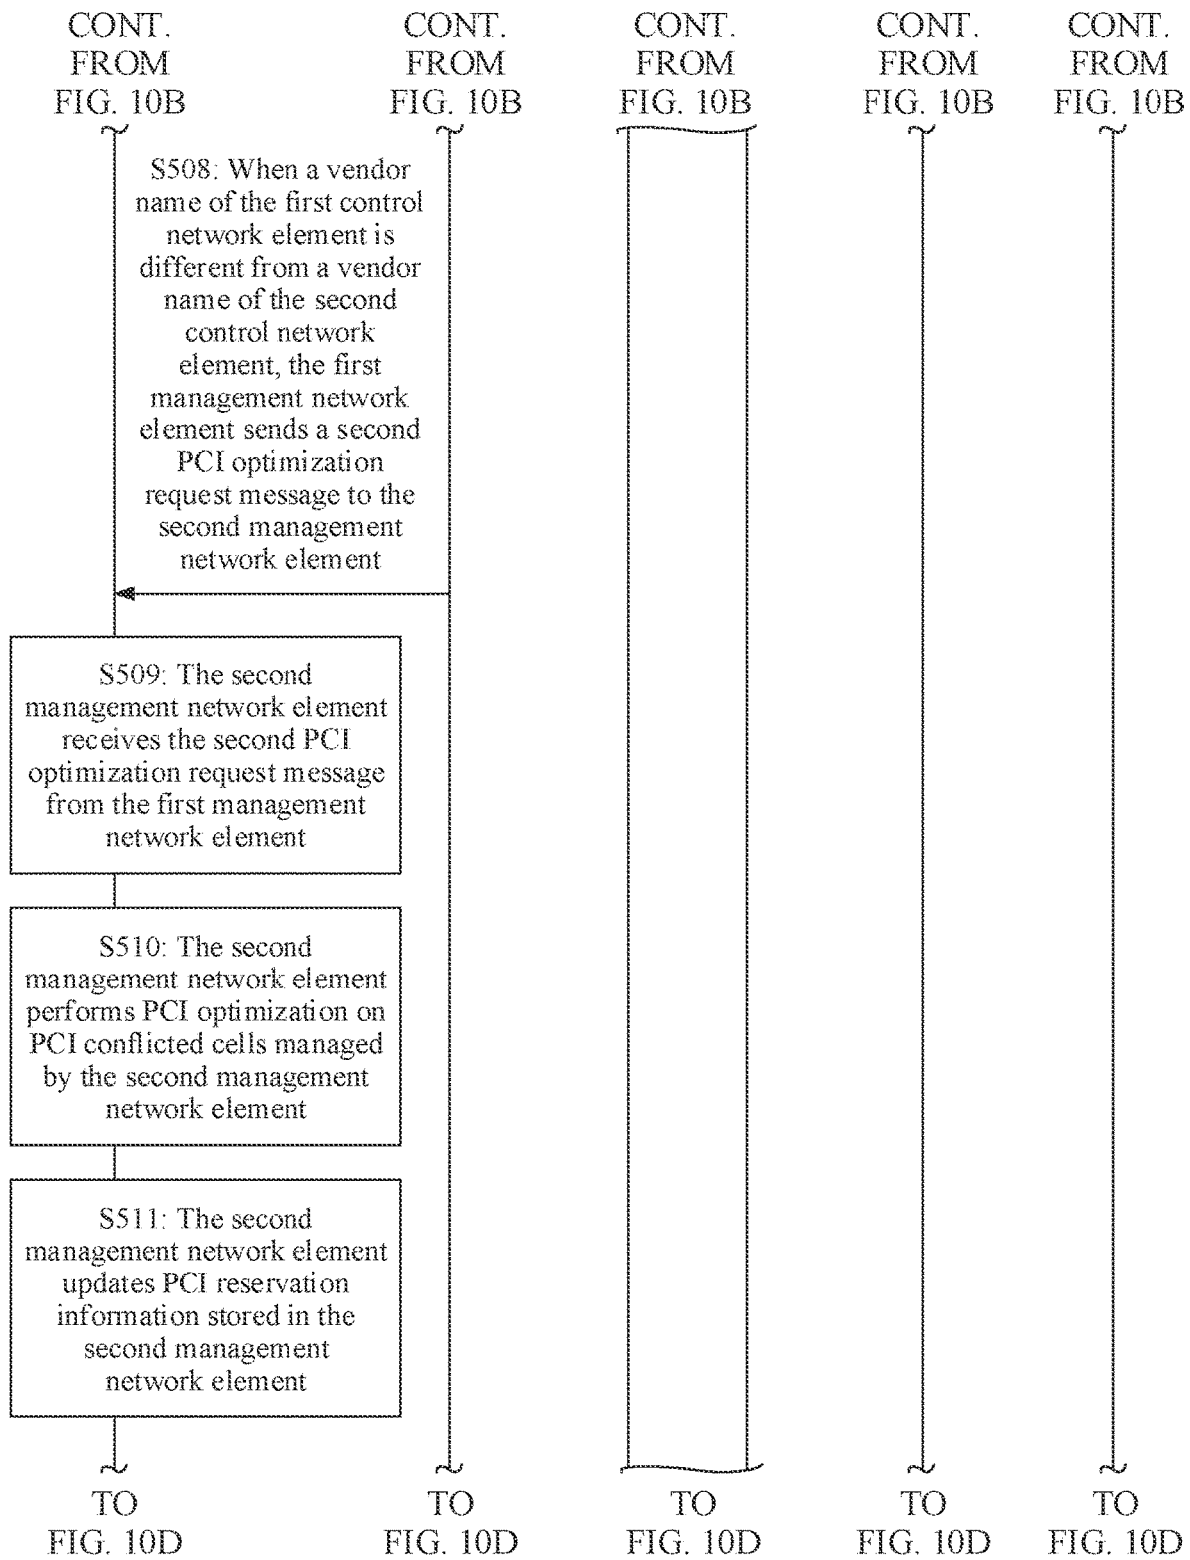 CONT.
FROM
FIG. 10B
CONT.
FROM
FIG. 10B
CONT.
FROM
FIG. 10B
CONT.
FROM
FIG. 10B
CONT.
FROM
FIG. 10B
S508: When a vendor
name of the first control
network element is
different from a vendor
name of the second
control network
element, the first
management network
element sends a second
PCI optimization
request message to the
second management
network element
S509: The second
management network element
receives the second PCI
optimization request message
from the first management
network element
S510: The second
management network element
performs PCI optimization on
PCI conflicted cells managed
by the second management
network element
S511: The second
management network element
updates PCI reservation
information stored in the
second management
network element
TO
FIG. 10D
TO
FIG. 10D
TO
FIG. 10D
TO
FIG. 10D
TO
FIG. 10D